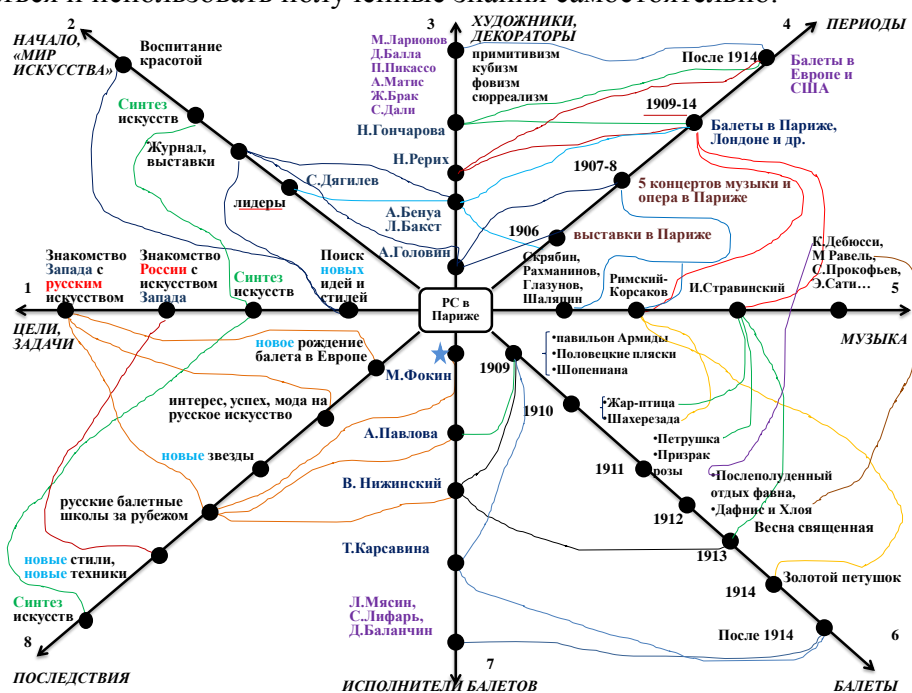 ться и использовать полученные знания самостоятельно.
2
НАЧАЛО,
«МИР
ИСКУССТВА»
Воспитание
красотой
Синтез
искусств
Журнал,
выставки
С.Дягилев
лидеры
3
ХУДОЖНИКИ,
ДЕКОРАТОРЫ
М.Ларионов
Д.Балла
П.Пикассо
А.Матис
Ж.Брак
С.Дали
примитивизм
кубизм
фовизм
сюрреализм
Н.Гончарова
Н.Рерих
А.Бенуа
Л.Бакст
А.Головин
4
ПЕРИОДЫ
После 1914
Балеты в
Европе и
США
1909-14
Балеты в Париже,
Лондоне и др.
1907-8
5 концертов музыки и
опера в Париже
1906
выставки в Париже
1
ЦЕЛИ,
ЗАДАЧИ
Знакомство
Запада с
русским
искусством
Знакомство
России с
искусством
Запада
Синтез
искусств
Поиск
новых
идей и
стилей
РС в
Париже
Скрябин,
Рахманинов,
Глазунов,
Шаляпин
Римский-
Корсаков
И.Стравинский
К.Дебюсси,
М Равель,
С.Прокофьев,
Э.Сати…
5
МУЗЫКА
новое рождение
балета в Европе
интерес, успех, мода на
русское искусство
новые звезды
русские балетные
школы за рубежом
новые стили,
новые техники
Синтез
искусств
8
ПОСЛЕДСТВИЯ
М.Фокин
А.Павлова
В. Нижинский
Т.Карсавина
Л.Мясин,
С.Лифарь,
Д.Баланчин
7
ИСПОЛНИТЕЛИ БАЛЕТОВ
1909
•павильон Армиды
•Половецкие пляски
•Шопениана
1910
•Жар-птица
•Шахерезада
1911
•Петрушка
•Призрак
розы
1912
•Послеполуденный
отдых фавна,
•Дафнис и Хлоя
1913
Весна священная
1914
Золотой петушок
После 1914
6
БАЛЕТЫ